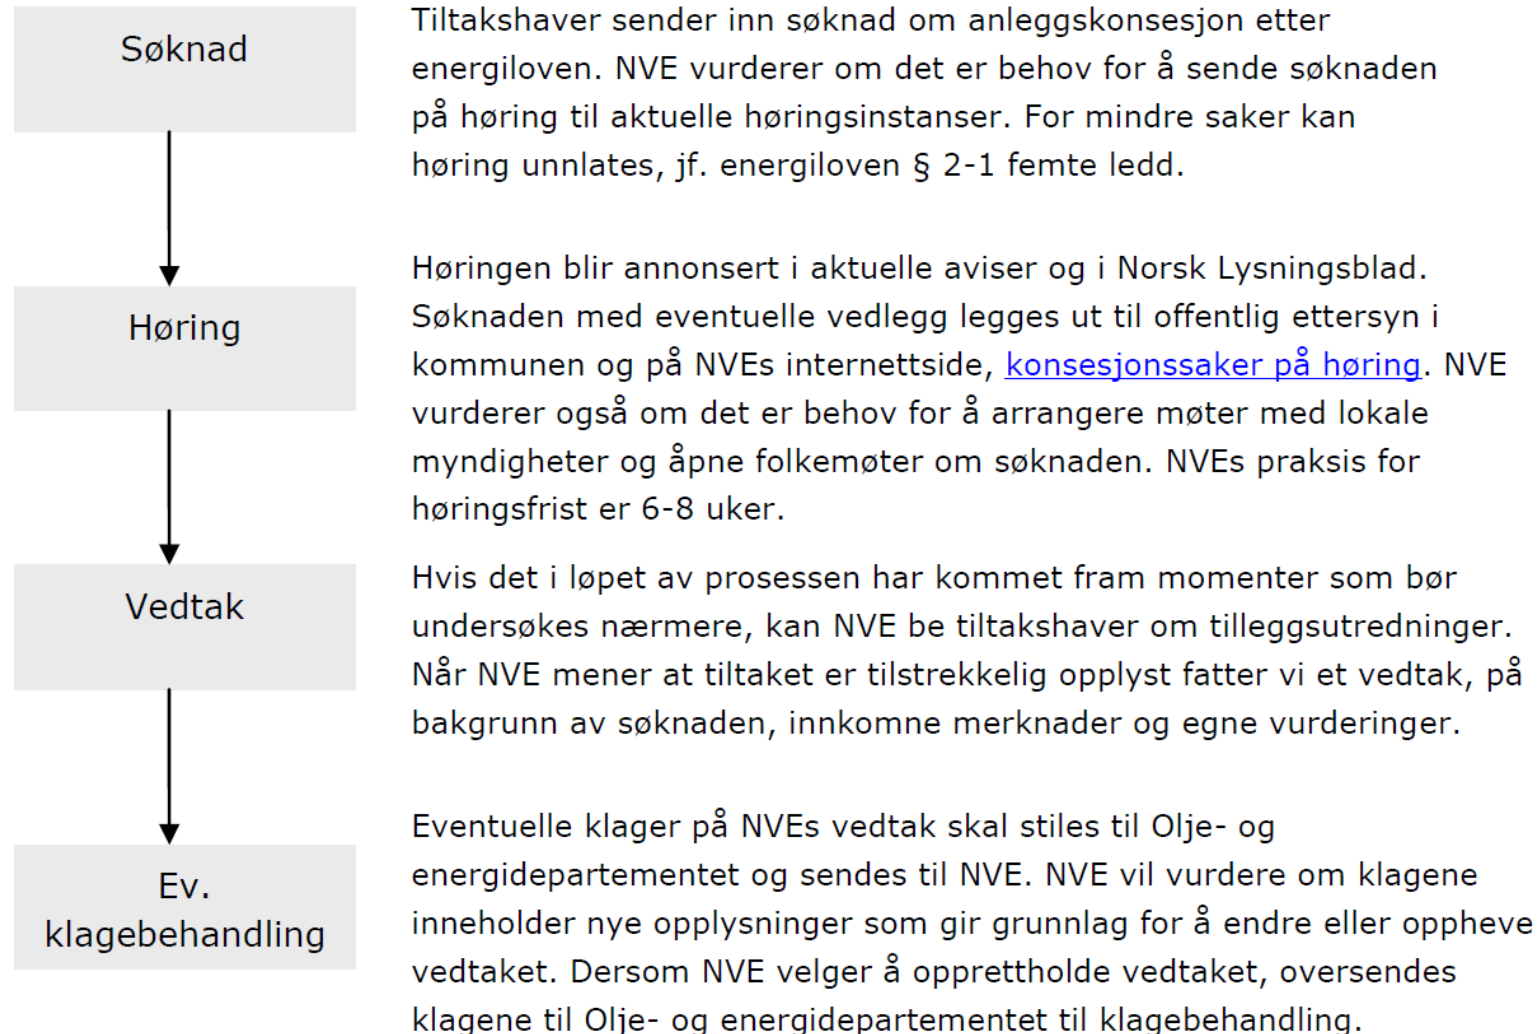 Søknad
Tiltakshaver sender inn søknad om anleggskonsesjon etter
energiloven. NVE vurderer om det er behov for å sende søknaden
på høring til aktuelle høringsinstanser. For mindre saker kan
høring unnlates, jf. energiloven § 2-1 femte ledd.
Høring
Høringen blir annonsert i aktuelle aviser og i Norsk Lysningsblad.
Søknaden med eventuelle vedlegg legges ut til offentlig ettersyn i
kommunen og på NVEs internettside, konsesjonssaker på høring. NVE
vurderer også om det er behov for å arrangere møter med lokale
myndigheter og åpne folkemøter om søknaden. NVEs praksis for
høringsfrist er 6-8 uker.
Vedtak
Hvis det i løpet av prosessen har kommet fram momenter som bør
undersøkes nærmere, kan NVE be tiltakshaver om tilleggsutredninger.
Når NVE mener at tiltaket er tilstrekkelig opplyst fatter vi et vedtak, på
bakgrunn av søknaden, innkomne merknader og egne vurderinger.
Ev.
klagebehandling
Eventuelle klager på NVEs vedtak skal stiles til Olje- og
energidepartementet og sendes til NVE. NVE vil vurdere om klagene
inneholder nye opplysninger som gir grunnlag for å endre eller oppheve
vedtaket. Dersom NVE velger å opprettholde vedtaket, oversendes
klagene til Olje- og energidepartementet til klagebehandling.